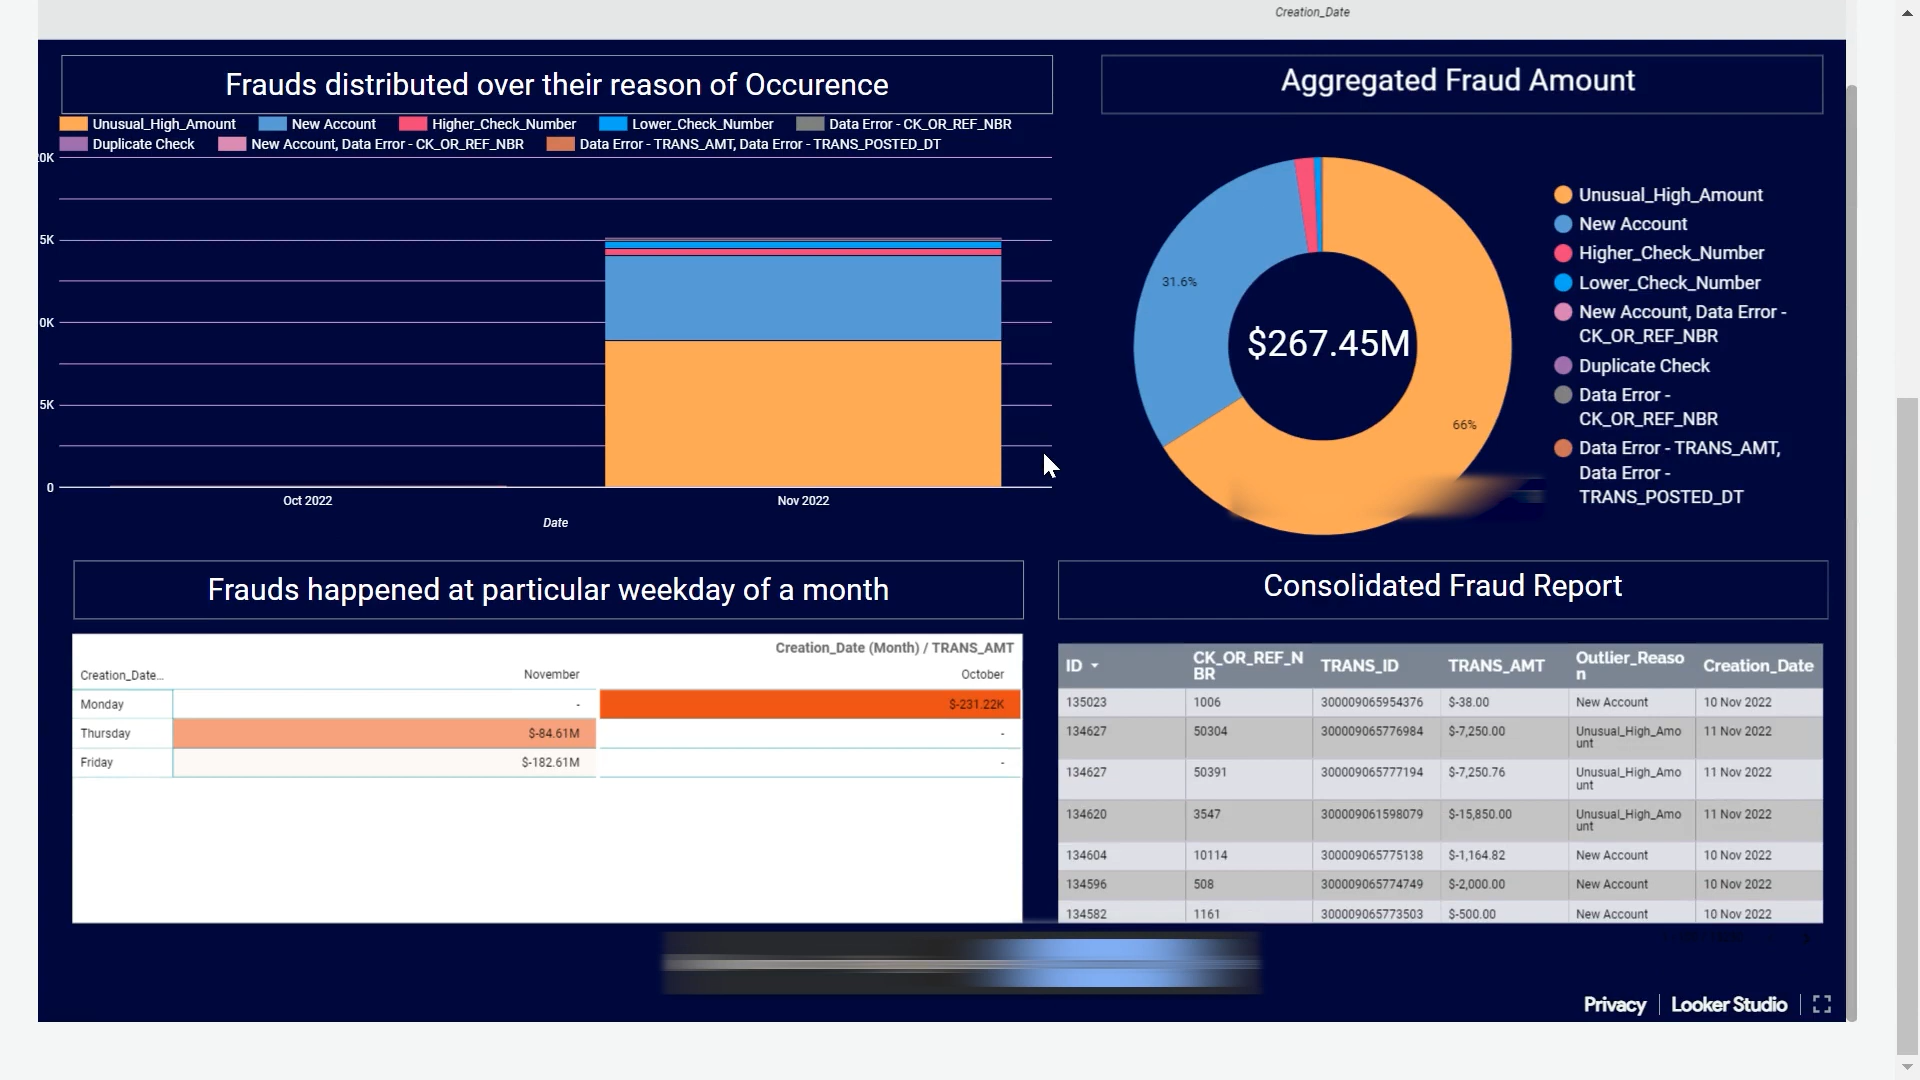 Creation_Date
Frauds distributed over their reason of Occurence
Unusual_High_Amount New Account Higher_Check_Number Lower_Check_Number Data Error - CK_OR_REF_NBR
Duplicate Check New Account, Data Error - CK_OR_REF_NBR Data Error - TRANS_AMT, Data Error - TRANS_POSTED_DT
0K
5K
0K
5K
0
Oct 2022 Nov 2022
Date
Aggregated Fraud Amount
31.6%
$267.45M
66%
Unusual_High_Amount
New Account
Higher_Check_Number
Lower_Check_Number
New Account, Data Error -
CK_OR_REF_NBR
Duplicate Check
Data Error -
CK_OR_REF_NBR
Data Error - TRANS_AMT,
Data Error -
TRANS_POSTED_DT
Frauds happened at particular weekday of a month
Creation_Date (Month) / TRANS_AMT
Creation_Date... November October
Monday - $-231.22K
Thursday $-84.61M -
Friday $-182.61M -
Consolidated Fraud Report
ID CK_OR_REF_N TRANS_ID TRANS_AMT Outlier_Reaso Creation_Date
BR n
135023 1006 300009065954376 $-38.00 New Account 10 Nov 2022
134627 50304 300009065776984 $-7,250.00 Unusual_High_Amo 11 Nov 2022
unt
134627 50391 300009065777194 $-7,250.76 Unusual_High_Amo 11 Nov 2022
unt
134620 3547 300009061598079 $-15,850.00 Unusual_High_Amo 11 Nov 2022
unt
134604 10114 300009065775138 $-1,164.82 New Account 10 Nov 2022
134596 508 300009065774749 $-2,000.00 New Account 10 Nov 2022
134582 1161 300009065773503 $-500.00 New Account 10 Nov 2022
Privacy Looker Studio